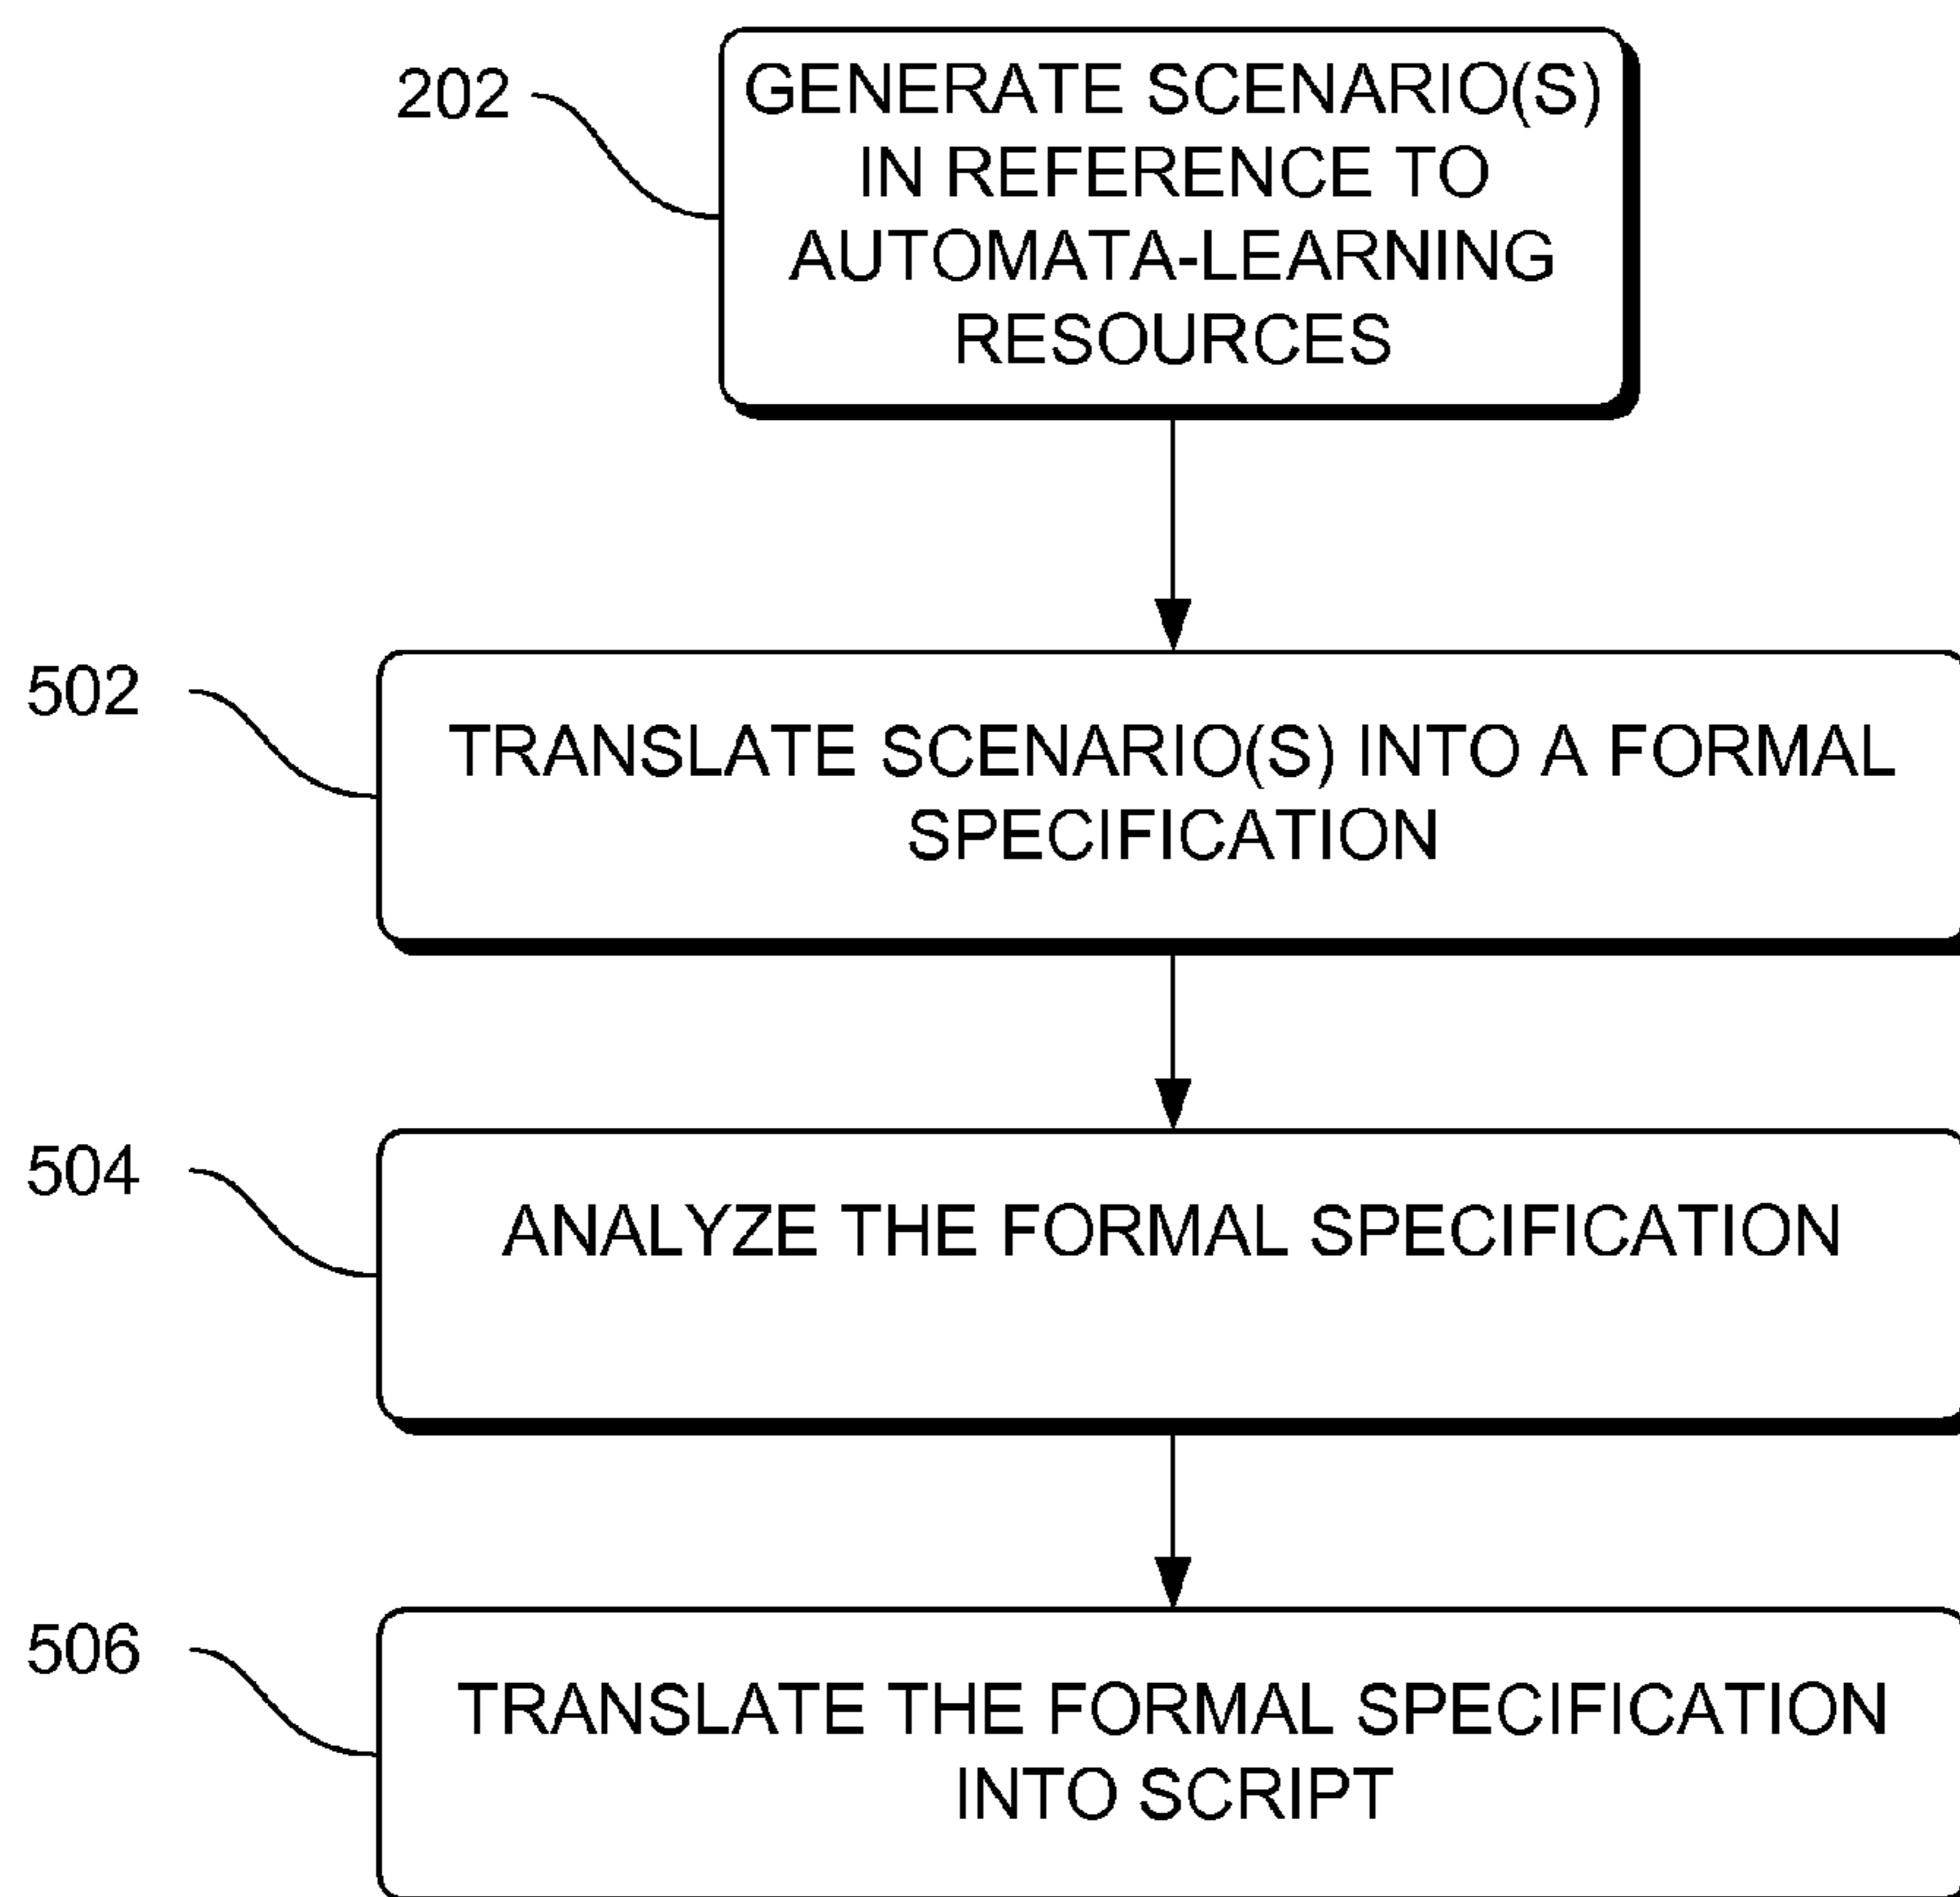 202
GENERATE SCENARIO(S)
IN REFERENCE TO
AUTOMATA-LEARNING
RESOURCES
502
TRANSLATE SCENARIO(S) INTO A FORMAL
SPECIFICATION
504
ANALYZE THE FORMAL SPECIFICATION
506
TRANSLATE THE FORMAL SPECIFICATION
INTO SCRIPT